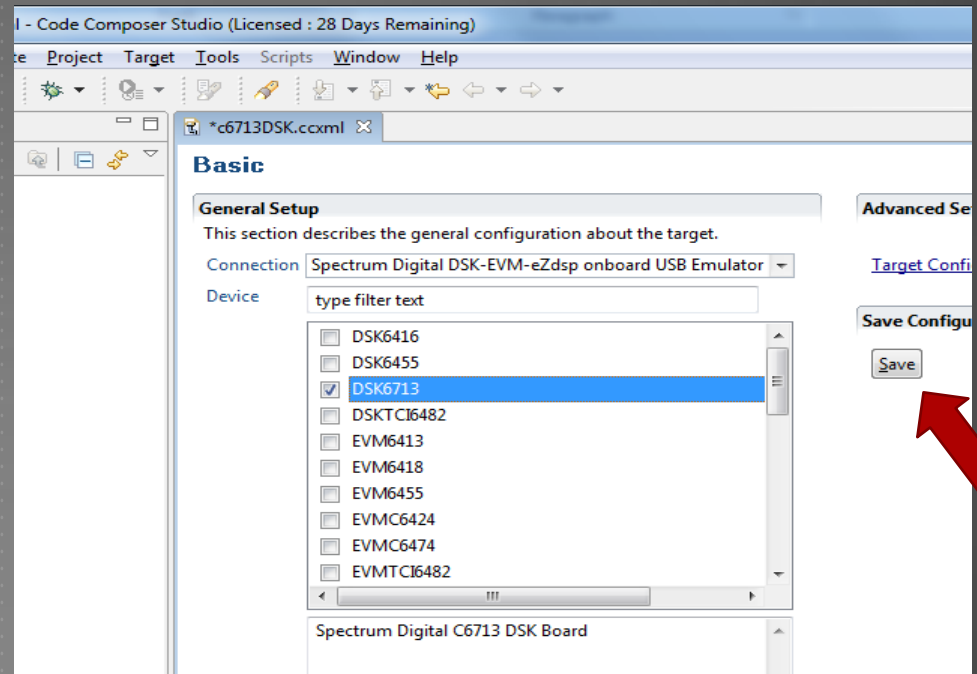 l - Code Composer Studio (Licensed : 28 Days Remaining)
te Project Target Tools Scripts Window Help
*c6713DSK.ccxml
Basic
General Setup
This section describes the general configuration about the target.
Connection Spectrum Digital DSK-EVM-eZdsp onboard USB Emulator
Device type filter text
DSK6416
DSK6455
DSK6713
DSKTCI6482
EVM6413
EVM6418
EVM6455
EVMC6424
EVMC6474
EVMTCI6482
Spectrum Digital C6713 DSK Board
Advanced Se
Target Confi
Save Configu
Save